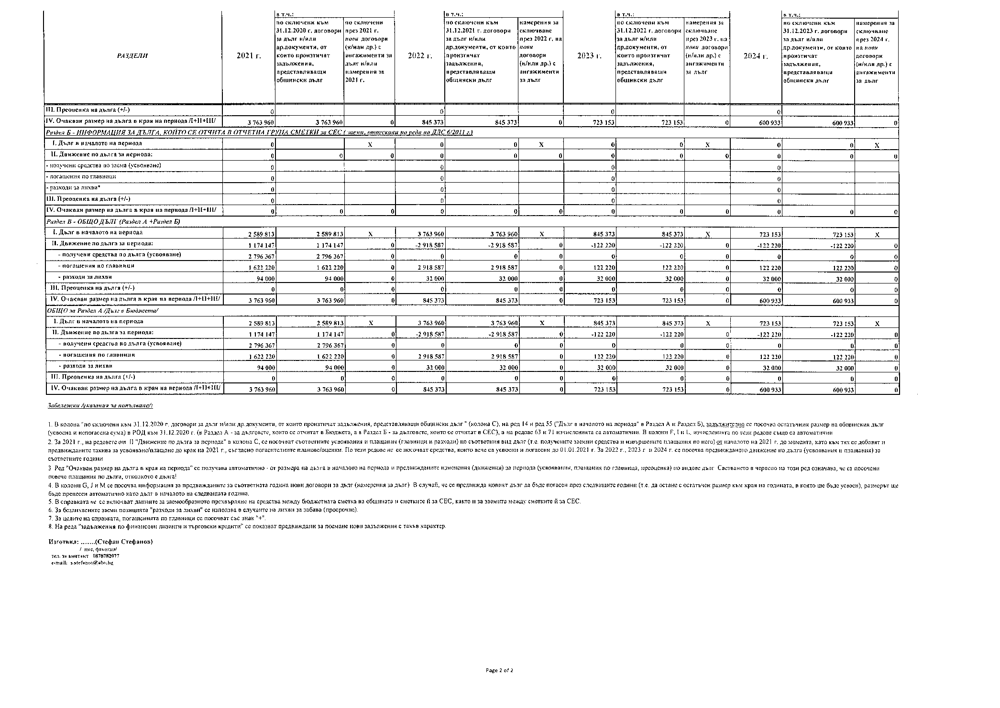 в т.ч.: в т.ч.: в т.ч.: в т.ч.:
РАЗДЕЛИ 2021 г. по сключени към 31.12.2020 г. договори за дълг и/или др.документи, от които произтичат задължения, представляващи общински дълг по сключени през 2021 г. нови договори (и/или др.) с ангажименти за дълг и/или намерения за 2021 г. 2022 г. по сключени към 31.12.2021 г. договори за дълг и/или др.документи, от които произтичат задължения, представляващи общински дълг намерения за сключване през 2022 г. на нови договори (и/или др.) с ангажименти за дълг 2023 г. по сключени към 31.12.2022 г. договори за дълг и/или др.документи, от които произтичат задължения, представляващи общински дълг намерения за сключване през 2023 г. на нови договори (и/или др.) с ангажименти за дълг 2024 г. по сключени към 31.12.2023 г. договори за дълг и/или др.документи, от които произтичат задължения, представляващи общински дълг намерения за сключване през 2024 г. на нови договори (и/или др.) с ангажименти за дълг
III. Преоценка на дълга (+/-) 0 0 0 0
IV. Очакван размер на дълга в края на периода /I+II+III/ 3 763 960 3 763 960 0 845 373 845 373 0 723 153 723 153 0 600 933 600 933 0
Раздел Б - ИНФОРМАЦИЯ ЗА ДЪЛГА, КОЙТО СЕ ОТЧИТА В ОТЧЕТНА ГРУПА СМЕТКИ за СЕС ( заеми, отпускани по реда на ДДС 6/2011 г.)
I. Дълг в началото на периода 0 X 0 0 X 0 0 X 0 0 X
II. Движение по дълга за периода: 0 0 0 0 0 0 0 0 0 0 0 0
- получени средства по заема (усвояване) 0 0 0 0
- погашения по главници 0 0 0 0
- разходи за лихви* 0 0 0 0
III. Преоценка на дълга (+/-) 0 0 0 0
IV. Очакван размер на дълга в края на периода /I+II+III/ 0 0 0 0 0 0 0 0 0 0 0 0
Раздел В - ОБЩО ДЪЛГ (Раздел А +Раздел Б)
I. Дълг в началото на периода 2 589 813 2 589 813 X 3 763 960 3 763 960 X 845 373 845 373 X 723 153 723 153 X
II. Движение по дълга за периода: 1 174 147 1 174 147 0 -2 918 587 -2 918 587 0 -122 220 -122 220 0 -122 220 -122 220 0
- получени средства по дълга (усвояване) 2 796 367 2 796 367 0 0 0 0 0 0 0 0 0 0
- погашения по главници 1 622 220 1 622 220 0 2 918 587 2 918 587 0 122 220 122 220 0 122 220 122 220 0
- разходи за лихви 94 000 94 000 0 32 000 32 000 0 32 000 32 000 0 32 000 32 000 0
III. Преоценка на дълга (+/-) 0 0 0 0 0 0 0 0 0 0 0 0
IV. Очакван размер на дълга в края на периода /I+II+III/ 3 763 960 3 763 960 0 845 373 845 373 0 723 153 723 153 0 600 933 600 933 0
ОБЩО за Раздел А /Дълг в Бюджета/
I. Дълг в началото на периода 2 589 813 2 589 813 X 3 763 960 3 763 960 X 845 373 845 373 X 723 153 723 153 X
II. Движение по дълга за периода: 1 174 147 1 174 147 0 -2 918 587 -2 918 587 0 -122 220 -122 220 0 -122 220 -122 220 0
- получени средства по дълга (усвояване) 2 796 367 2 796 367 0 0 0 0 0 0 0 0 0 0
- погашения по главници 1 622 220 1 622 220 0 2 918 587 2 918 587 0 122 220 122 220 0 122 220 122 220 0
- разходи за лихви 94 000 94 000 0 32 000 32 000 0 32 000 32 000 0 32 000 32 000 0
III. Преоценка на дълга (+/-) 0 0 0 0 0 0 0 0 0 0 0 0
IV. Очакван размер на дълга в края на периода /I+II+III/ 3 763 960 3 763 960 0 845 373 845 373 0 723 153 723 153 0 600 933 600 933 0
Забележки /указания за попълване/:
1. В колона "по сключени към 31.12.2020 г. договори за дълг и/или др.документи, от които произтичат задължения, представляващи общински дълг " (колона C), на ред 14 и ред 55 ("Дълг в началото на периода" в Раздел А и Раздел Б), задължително се посочва остатъчния размер на общинския дълг
(усвоена и непогасена сума) в РОД към 31.12.2020 г. (в Раздел А - за дълговете, които се отчитат в Бюджета, а в Раздел Б - за дълговете, които се отчитат в СЕС), а на редове 63 и 71 изчисленията са автоматични. В колони F, I и L, изчисленията по тези редове също са автоматични
2. За 2021 г., на редовете от II "Движение по дълга за периода" в колона C, се посочват съответните усвоявания и плащания (главници и разходи) по съответния вид дълг (т.е. получените заемни средства и извършените плащания по него) от началото на 2021 г. до момента, като към тях се добавят и
предвижданите такива за усвояване/плащане до края на 2021 г., съгласно погасителните планове/оценки. По тези редове не се посочват средства, които вече са усвоени и погасени до 01.01.2021 г. За 2022 г., 2023 г. и 2024 г. се посочва предвижданото движение по дълга (усвоявания и плащания) за
съответните години
3. Ред "Очакван размер на дълга в края на периода" се получава автоматично - от размера на дълга в началото на периода и предвижданите изменения (движения) за периода (усвоявания, плащания по главница, преоценка) по видове дълг. Светването в червено на този ред означава, че са посочени
повече плащания по дълга, отколкото е дълга!
4. В колони G, J и M се посочва информация за предвижданите за съответната година нови договори за дълг (намерения за дълг). В случай, че се предвижда новият дълг да бъде погасен през следващите години (т.е. да остане с остатъчен размер към края на годината, в която ще бъде усвоен), размерът ще
бъде пренесен автоматично като дълг в началото на следващата година.
5. В справката не се включват данните за заемообразното прехвърляне на средства между бюджетната сметка на общината и сметките й за СЕС, както и за заемите между сметките й за СЕС.
6. За безлихвените заеми позицията "разходи за лихви" се използва в случаите на лихви за забава (просрочие).
7. За целите на справката, погашенията по главници се посочват със знак "+".
8. На реда "задължения по финансови лизинги и търговски кредити" се показват предвиждани за поемане нови задължения с такъв характер.
Изготвил: .......(Стефан Стефанов)
/ име, фамилия/
тел. за контакт 0878782077
e-mail: s.stefanov@abv.bg
Page 2 of 2